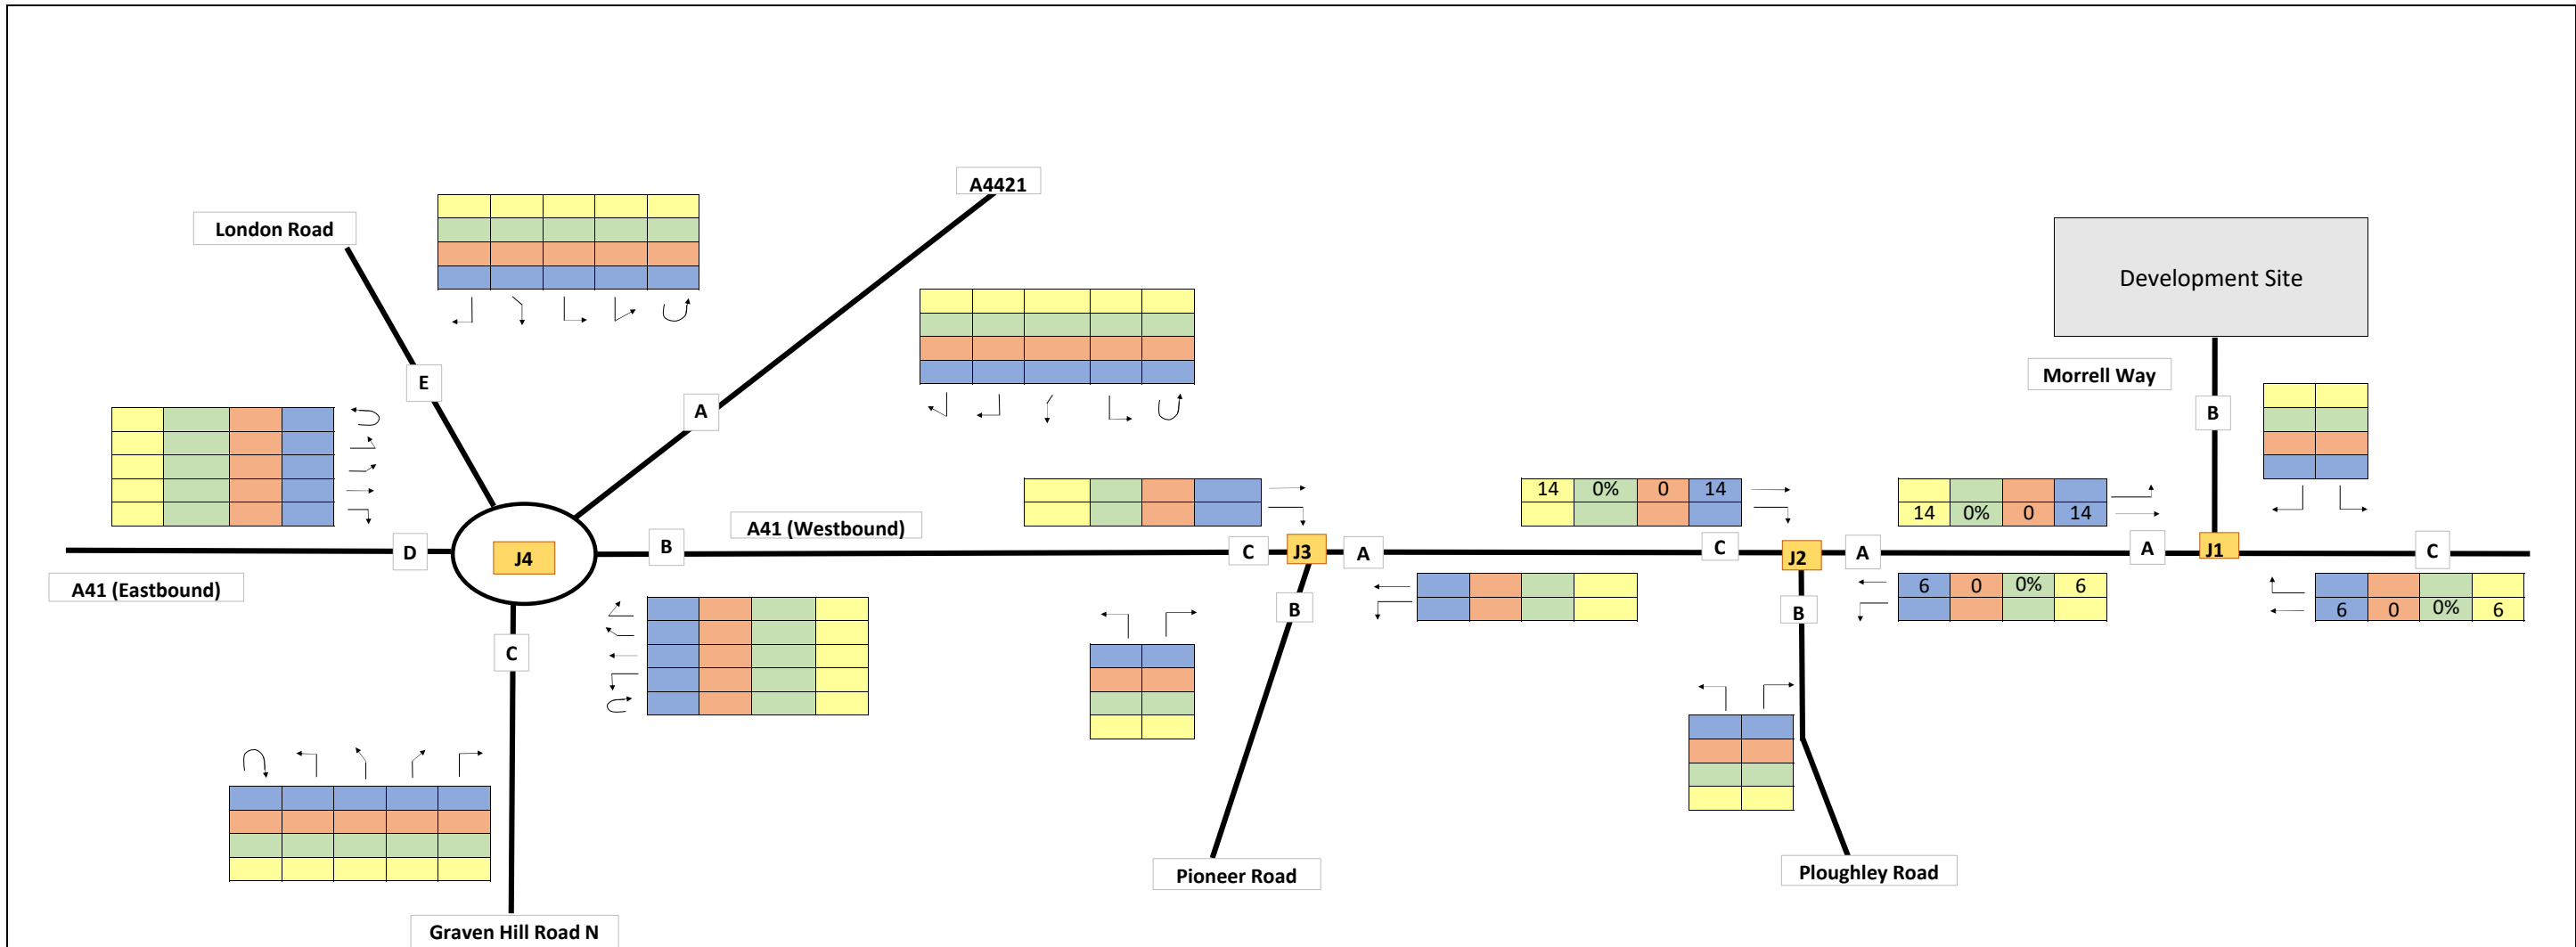 A4421
London Road
Development Site
E
Morrell Way
A
B
14 0% 0 14
14 0% 0 14
A41 (Westbound)
D
J4
B
C
J3
A
C
J2
A
A
J1
C
A41 (Eastbound)
6 0 0% 6
6 0 0% 6
B
B
C
Pioneer Road
Ploughley Road
Graven Hill Road N